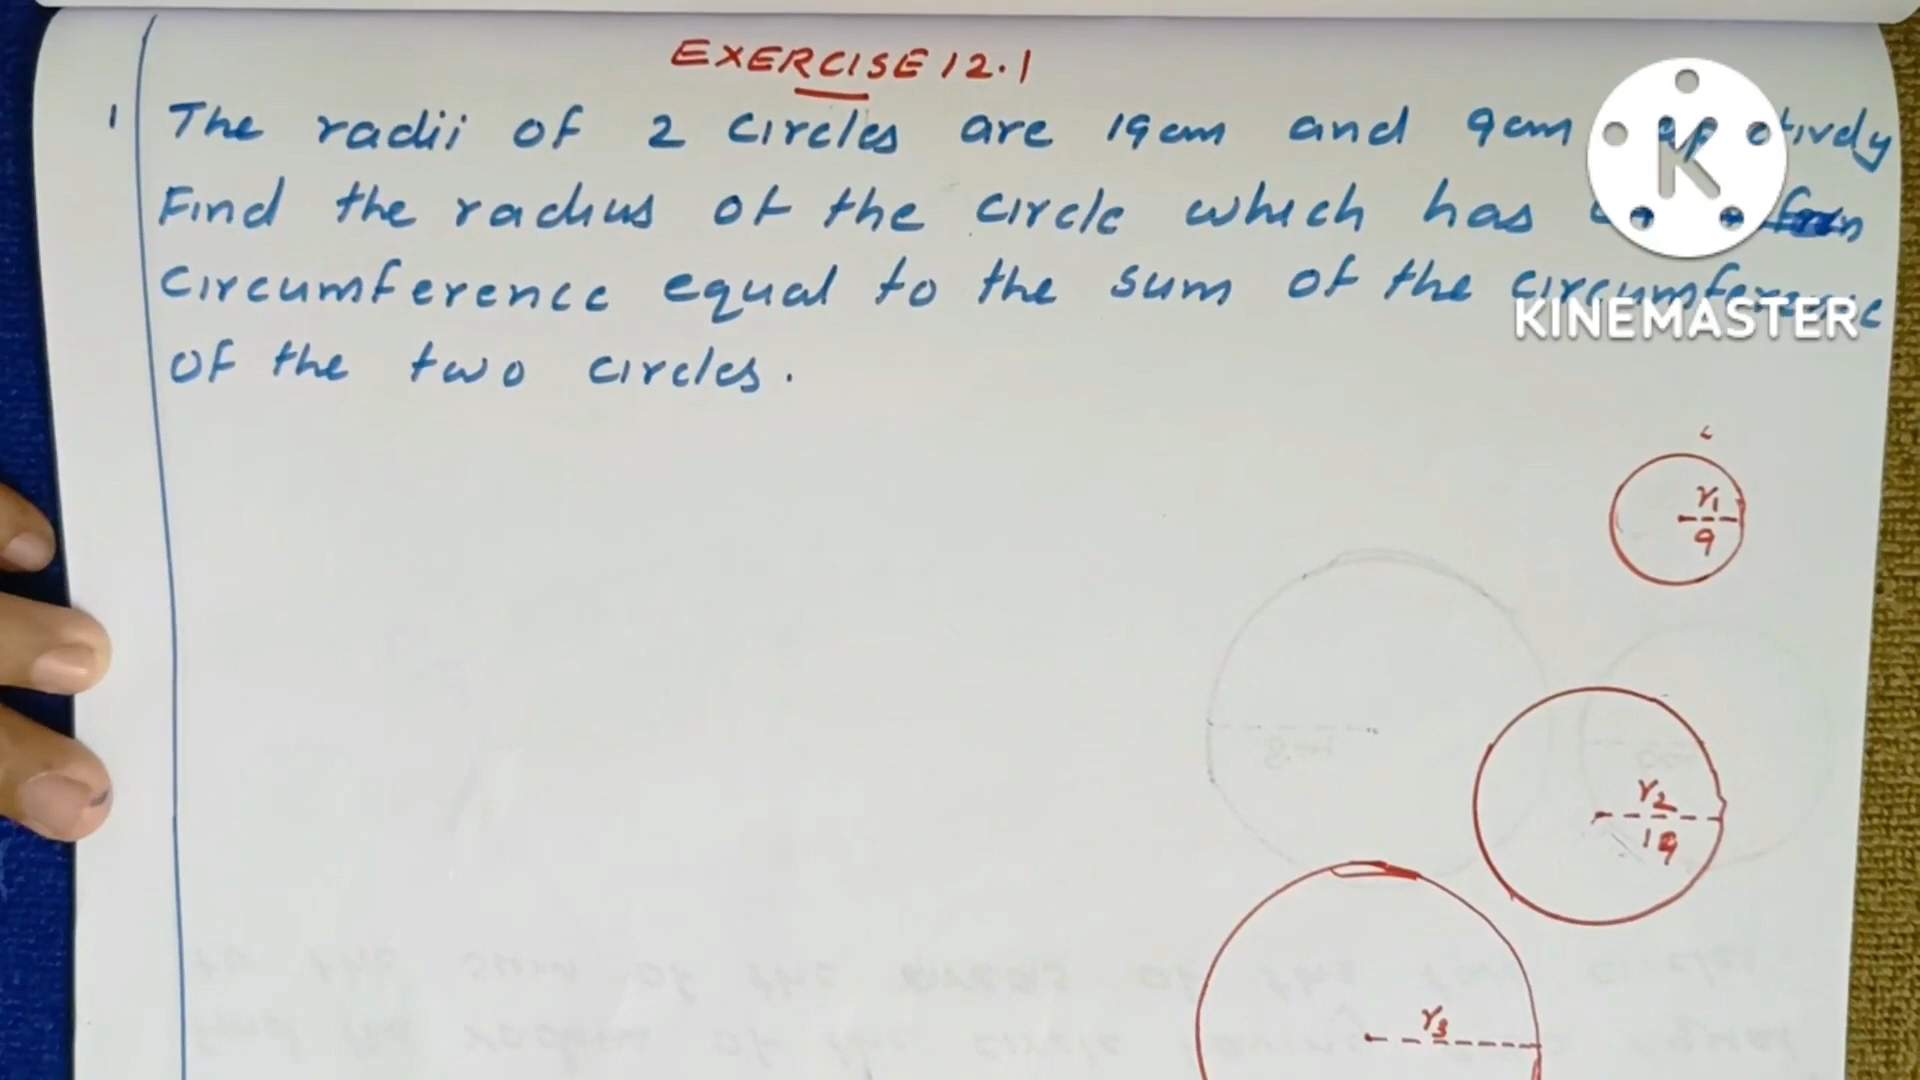 EXERCISE 12.1
1 The radii of 2 circles are 19cm and 9cm
Find the radius of the circle which has
circumference equal to the sum of the circumference
of the two circles.
K
KINEMASTER
r1
9
r2
19
r3